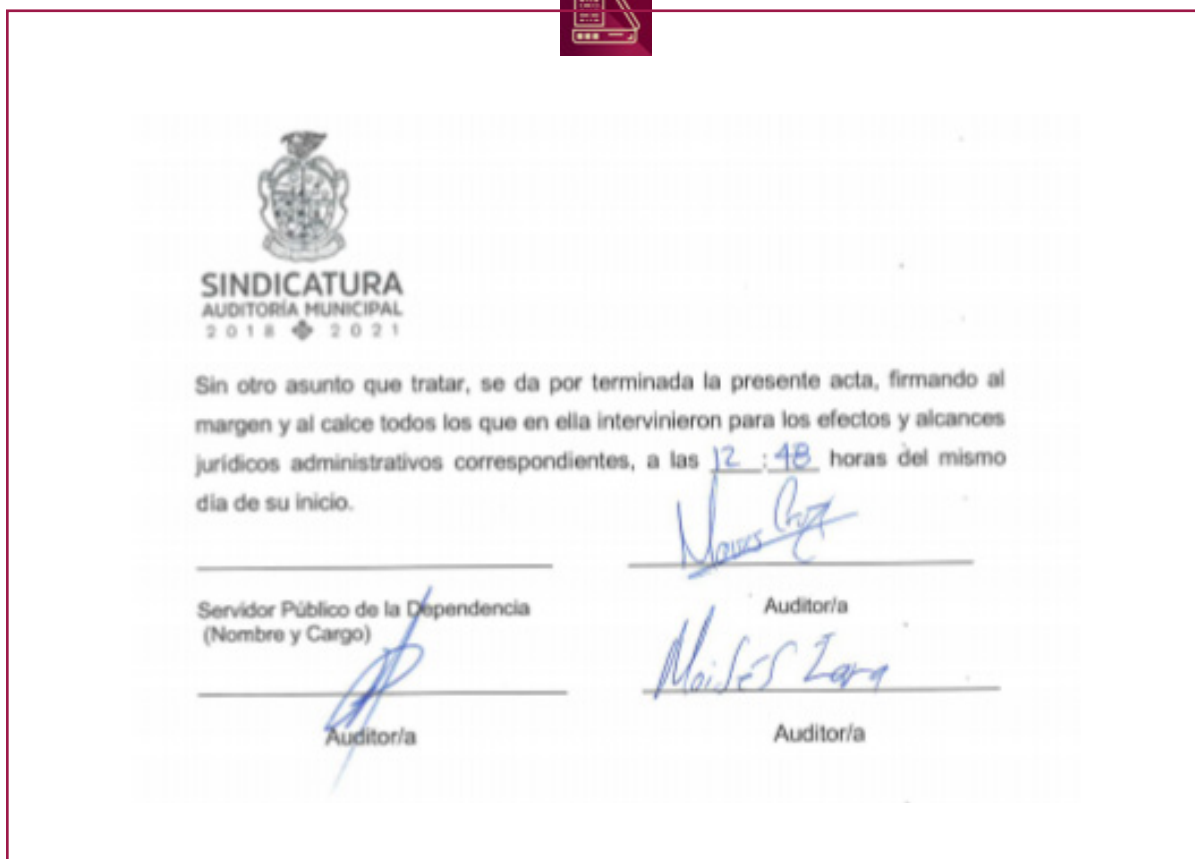 SINDICATURA
AUDITORÍA MUNICIPAL
2018 2021
Sin otro asunto que tratar, se da por terminada la presente acta, firmando al
margen y al calce todos los que en ella intervinieron para los efectos y alcances
jurídicos administrativos correspondientes, a las 12 : 48 horas del mismo
día de su inicio.
Servidor Público de la Dependencia
(Nombre y Cargo)
Auditor/a
Moisés
Auditor/a
Auditor/a